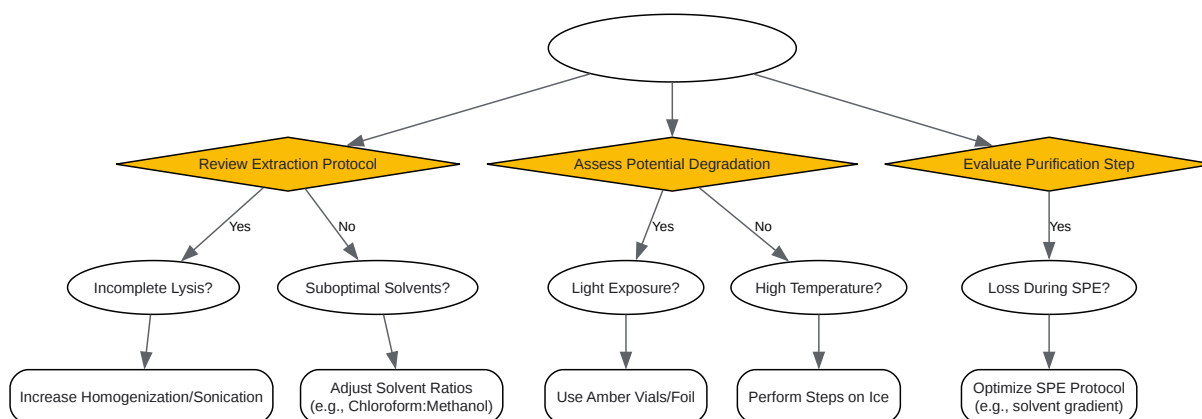 Review Extraction Protocol
Assess Potential Degradation
Evaluate Purification Step
Yes
No
Yes
No
Yes
Incomplete Lysis?
Suboptimal Solvents?
Light Exposure?
High Temperature?
Loss During SPE?
Increase Homogenization/Sonication
Adjust Solvent Ratios
(e.g., Chloroform:Methanol)
Use Amber Vials/Foil
Perform Steps on Ice
Optimize SPE Protocol
(e.g., solvent gradient)